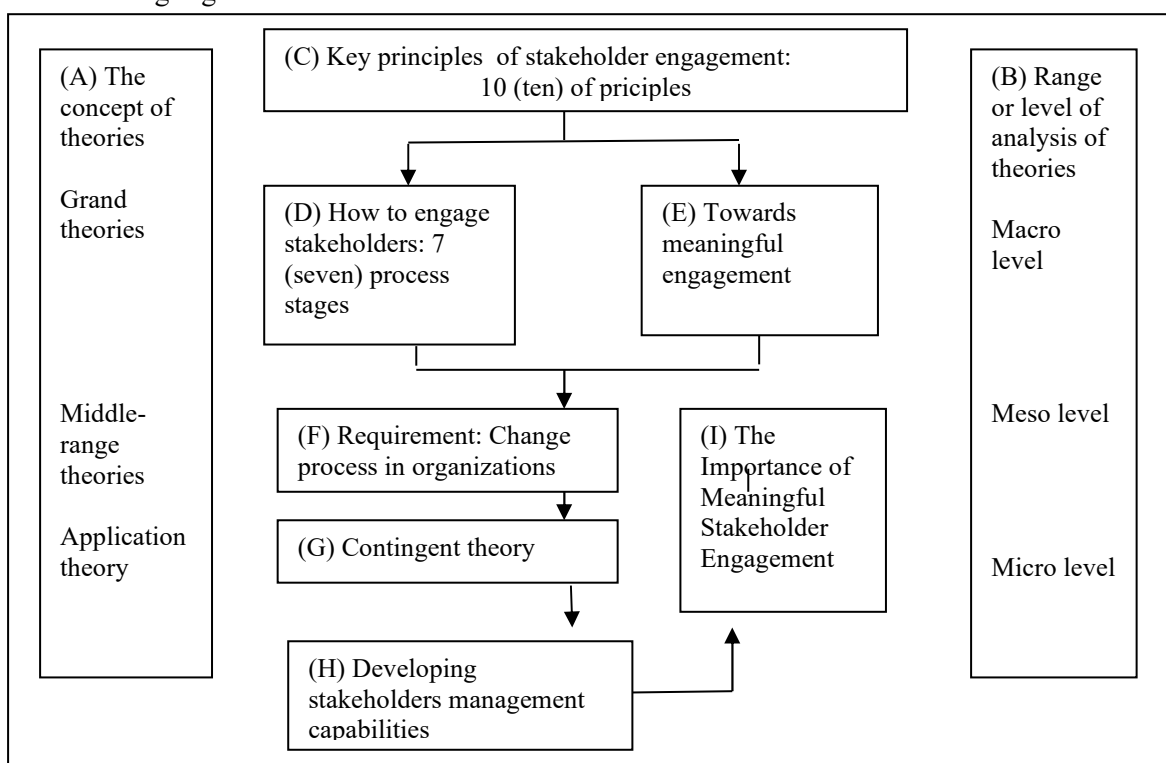 (A) The
concept of
theories
Grand
theories
Middle-
range
theories
Application
theory
(C) Key principles of stakeholder engagement:
10 (ten) of priciples
(D) How to engage
stakeholders: 7
(seven) process
stages
(E) Towards
meaningful
engagement
(F) Requirement: Change
process in organizations
(G) Contingent theory
(H) Developing
stakeholders management
capabilities
(I) The
Importance of
Meaningful
Stakeholder
Engagement
(B) Range
or level of
analysis of
theories
Macro
level
Meso level
Micro level